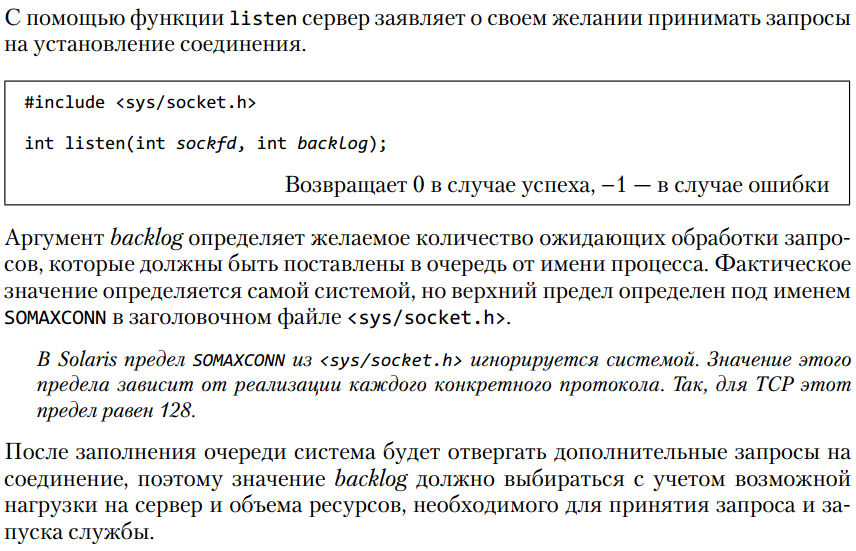 С помощью функции listen сервер заявляет о своем желании принимать запросы
на установление соединения.
#include <sys/socket.h>
int listen(int sockfd, int backlog);
Возвращает 0 в случае успеха, −1 — в случае ошибки
Аргумент backlog определяет желаемое количество ожидающих обработки запро-
сов, которые должны быть поставлены в очередь от имени процесса. Фактическое
значение определяется самой системой, но верхний предел определен под именем
SOMAXCONN в заголовочном файле <sys/socket.h>.
В Solaris предел SOMAXCONN из <sys/socket.h> игнорируется системой. Значение этого
предела зависит от реализации каждого конкретного протокола. Так, для TCP этот
предел равен 128.
После заполнения очереди система будет отвергать дополнительные запросы на
соединение, поэтому значение backlog должно выбираться с учетом возможной
нагрузки на сервер и объема ресурсов, необходимого для принятия запроса и за-
пуска службы.